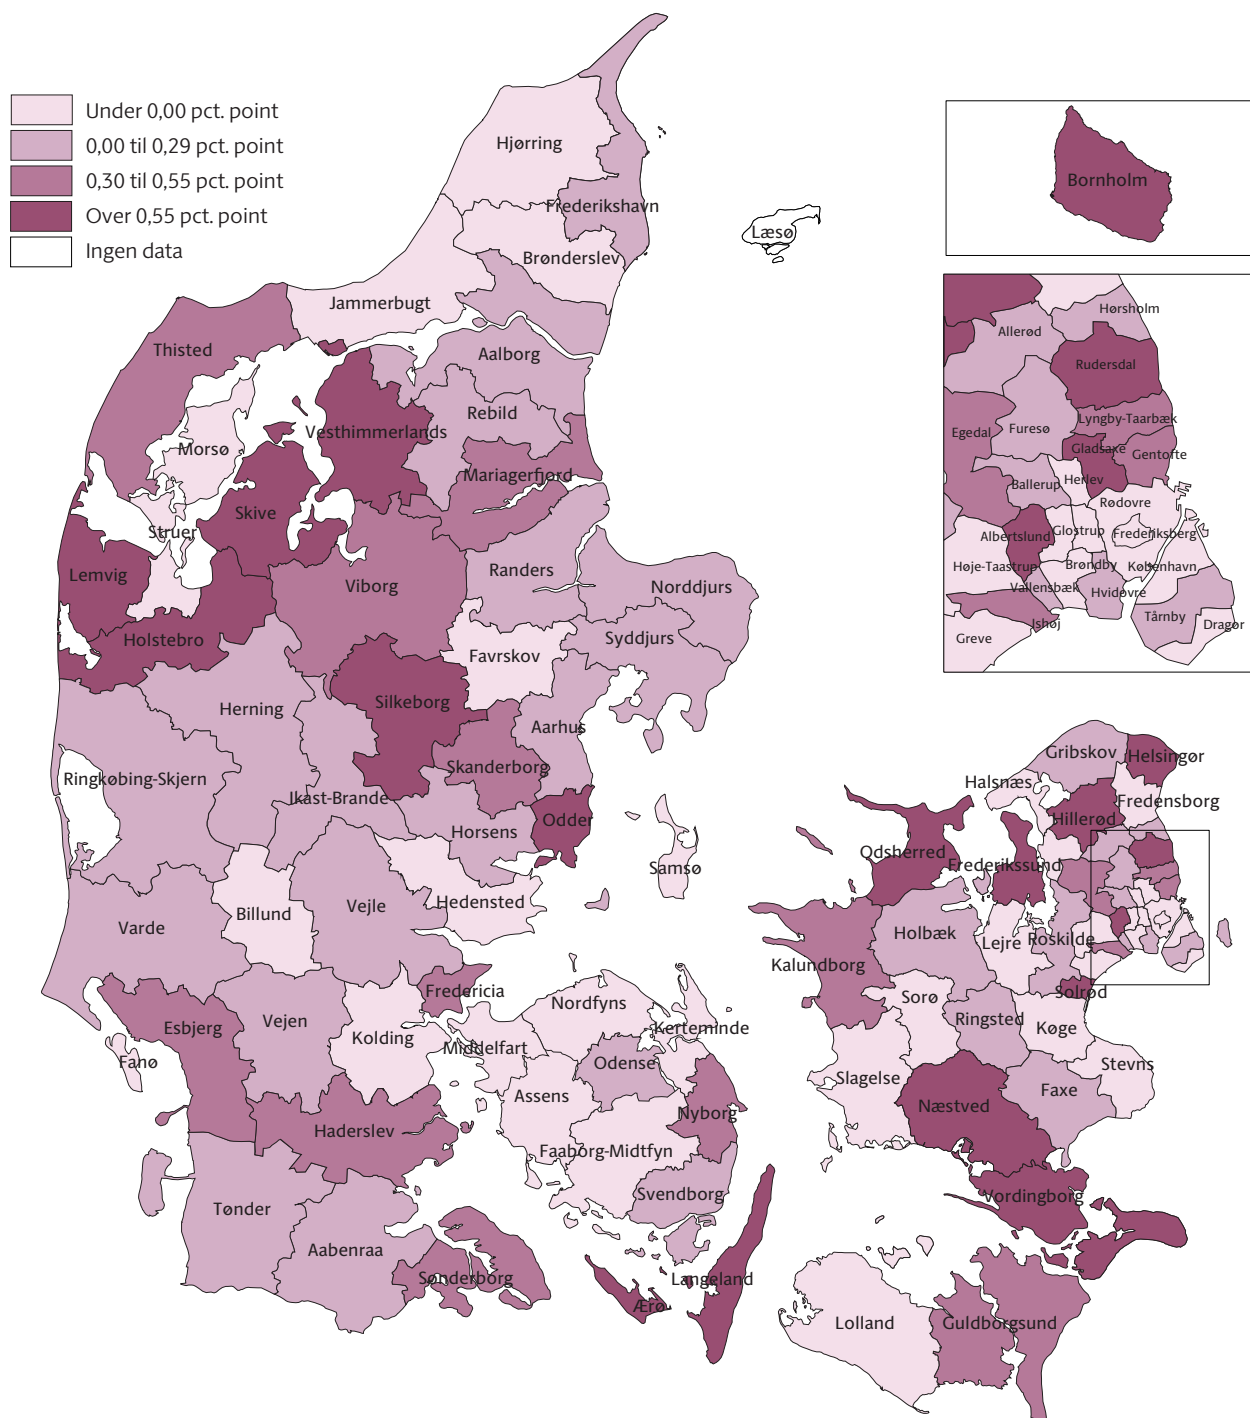 Under 0,00 pct. point
0,00 til 0,29 pct. point
0,30 til 0,55 pct. point
Over 0,55 pct. point
Ingen data
Hjørring
Frederikshavn
Læsø
Brønderslev
Jammerbugt
Thisted
Aalborg
Rebild
Vesthimmerlands
Morsø
Mariagerfjord
Skive
Struer
Lemvig
Viborg
Randers
Norddjurs
Holstebro
Syddjurs
Favrskov
Silkeborg
Herning
Aarhus
Skanderborg
Ringkøbing-Skjern
Ikast-Brande
Horsens
Odder
Samsø
Hedensted
Billund
Vejle
Varde
Fredericia
Esbjerg
Vejen
Kolding
Fanø
Haderslev
Tønder
Aabenraa
Sønderborg
Nordfyns
Kerteminde
Middelfart
Odense
Assens
Nyborg
Faaborg-Midtfyn
Svendborg
Langeland
Ærø
Bornholm
Hørsholm
Allerød
Rudersdal
Lyngby-Taarbæk
Egedal
Furesø
Gladsaxe
Gentofte
Ballerup
Herlev
Rødovre
Albertslund
Glostrup
Frederiksberg
Høje-Taastrup
Brøndby
København
Vallensbæk
Hvidovre
Ishøj
Tårnby
Greve
Dragør
Gribskov
Helsingør
Halsnæs
Fredensborg
Hillerød
Odsherred
Frederikssund
Holbæk
Lejre
Roskilde
Kalundborg
Solrød
Sorø
Ringsted
Køge
Stevns
Slagelse
Faxe
Næstved
Vordingborg
Lolland
Guldborgsund